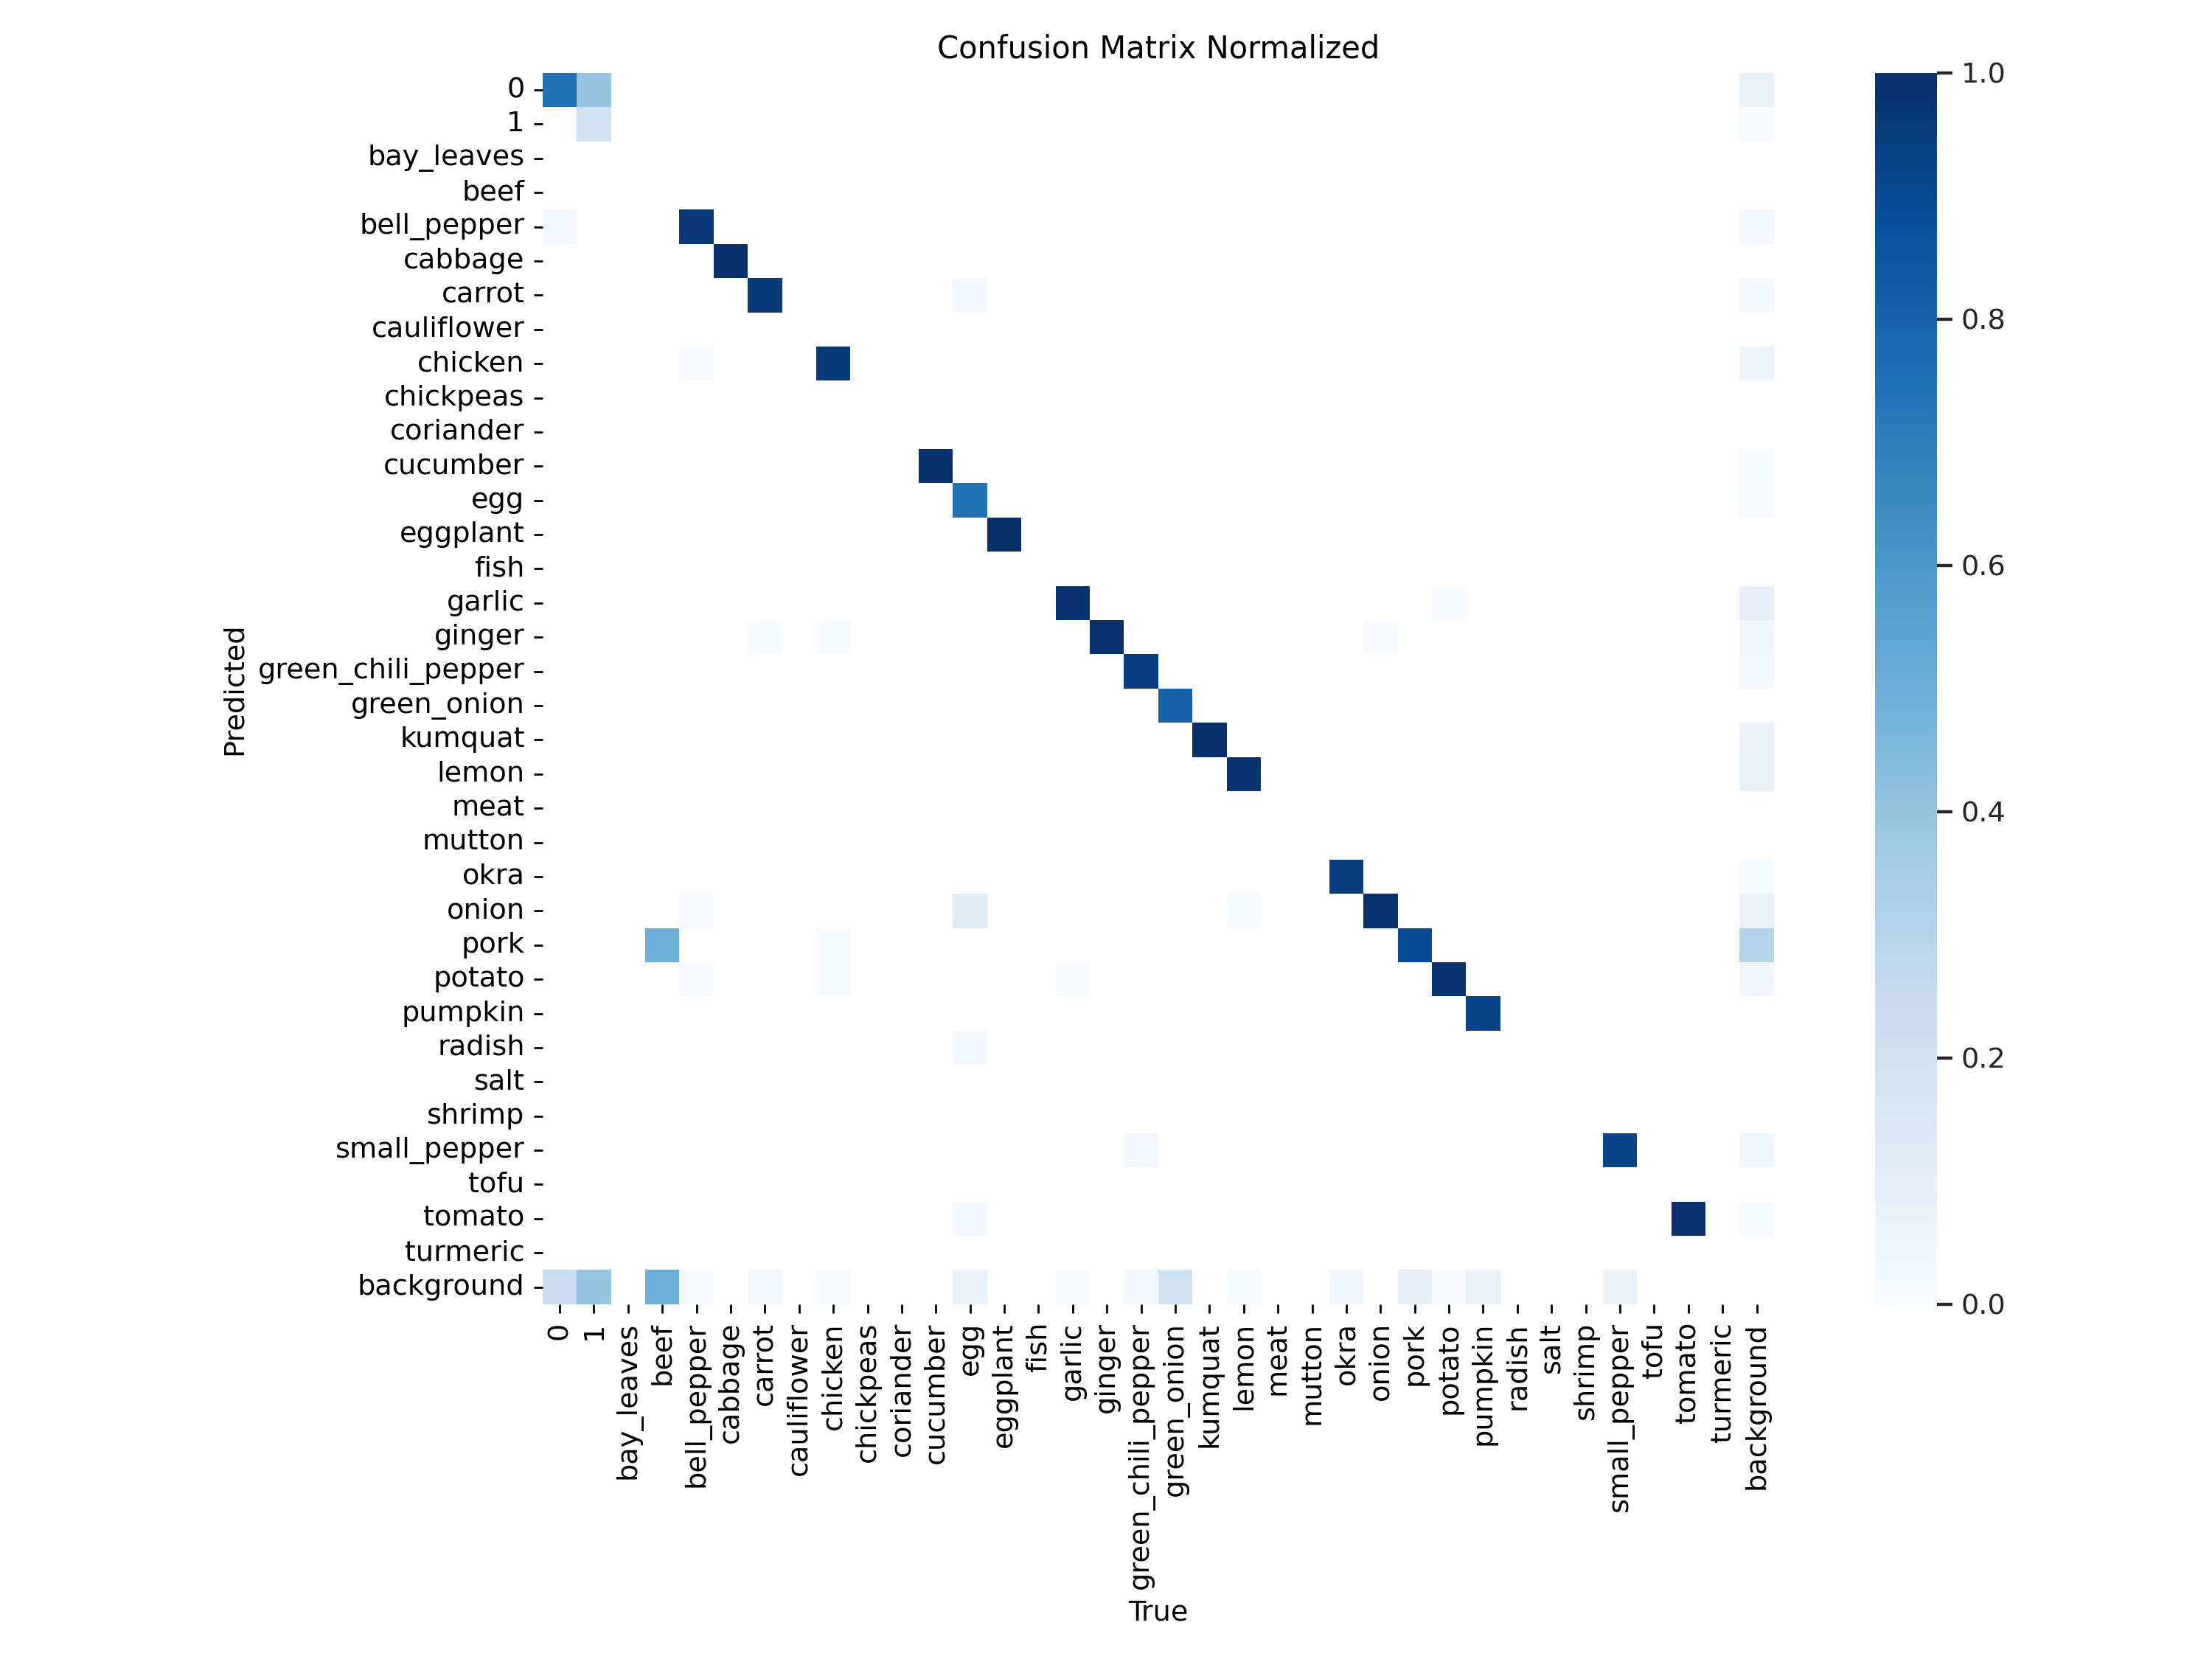 Confusion Matrix Normalized
0
1
bay_leaves
beef
bell_pepper
cabbage
carrot
cauliflower
chicken
chickpeas
coriander
cucumber
egg
eggplant
fish
garlic
ginger
green_chili_pepper
green_onion
kumquat
lemon
meat
mutton
okra
onion
pork
potato
pumpkin
radish
salt
shrimp
small_pepper
tofu
tomato
turmeric
background
Predicted
0
1
bay_leaves
beef
bell_pepper
cabbage
carrot
cauliflower
chicken
chickpeas
coriander
cucumber
egg
eggplant
fish
garlic
ginger
green_chili_pepper
green_onion
kumquat
lemon
meat
mutton
okra
onion
pork
potato
pumpkin
radish
salt
shrimp
small_pepper
tofu
tomato
turmeric
background
True
1.0
0.8
0.6
0.4
0.2
0.0